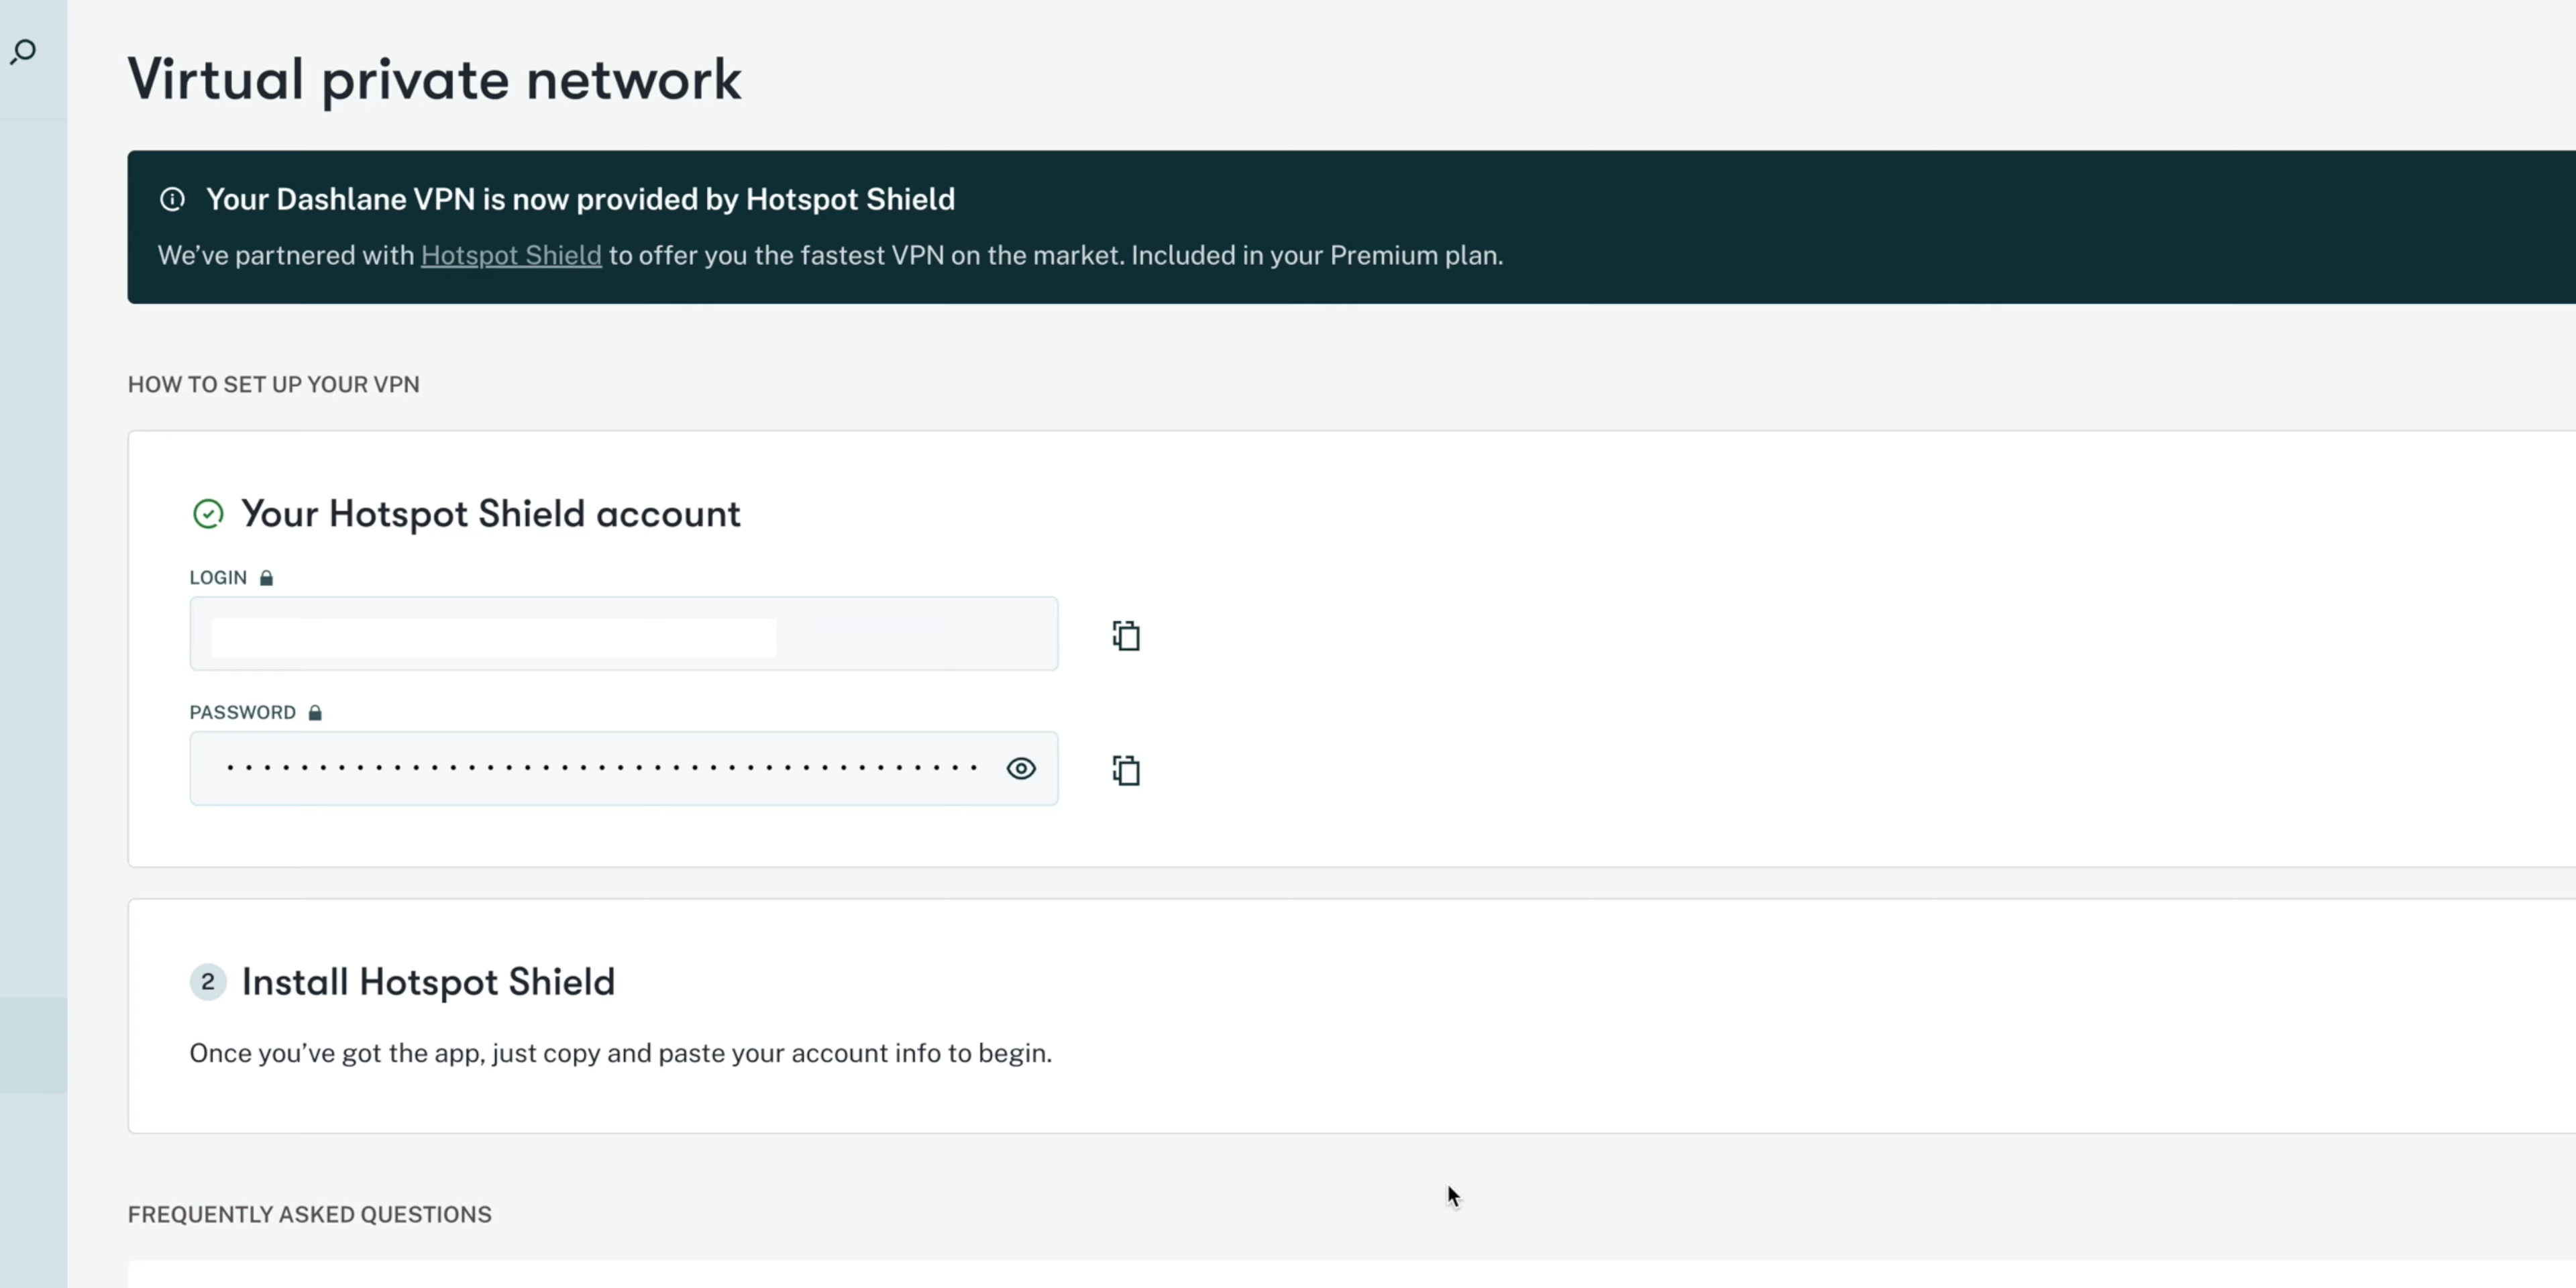 Virtual private network
Your Dashlane VPN is now provided by Hotspot Shield
We’ve partnered with Hotspot Shield to offer you the fastest VPN on the market. Included in your Premium plan.
HOW TO SET UP YOUR VPN
Your Hotspot Shield account
LOGIN
PASSWORD
2 Install Hotspot Shield
Once you’ve got the app, just copy and paste your account info to begin.
FREQUENTLY ASKED QUESTIONS